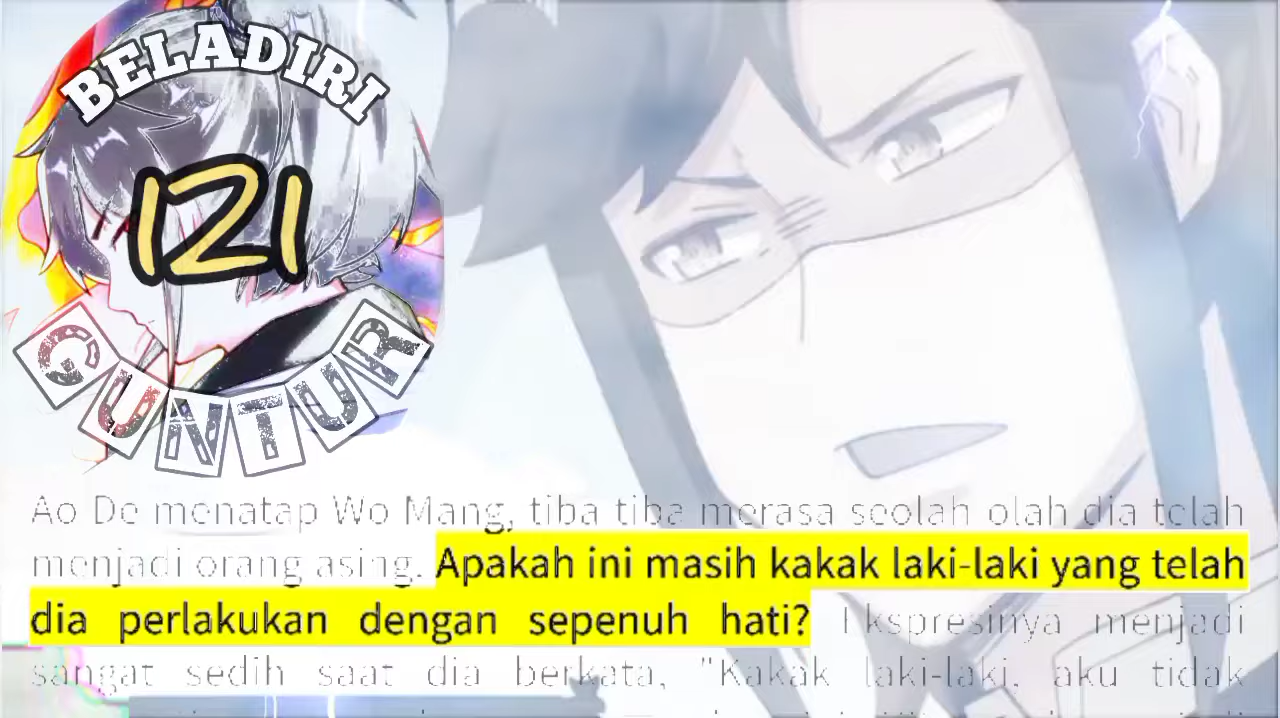 BELADIRI
121
GUNTUR
Ao De menatap Wo Mang, tiba tiba merasa seolah olah dia telah
menjadi orang asing. Apakah ini masih kakak laki-laki yang telah
dia perlakukan dengan sepenuh hati? Ekspresinya menjadi
sangat sedih saat dia berkata, "Kakak laki-laki, aku tidak